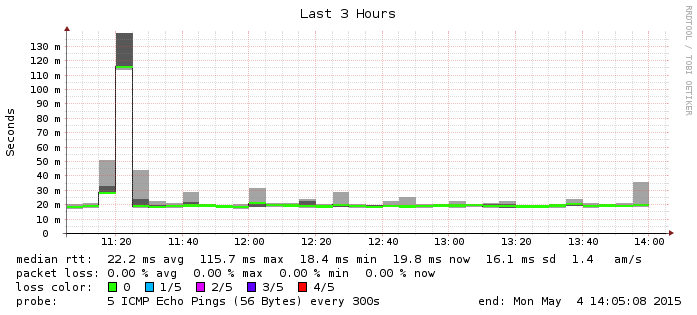 Last 3 Hours
RRDTOOL / TOBI OETIKER
Seconds
130 m
120 m
110 m
100 m
90 m
80 m
70 m
60 m
50 m
40 m
30 m
20 m
10 m
0
11:20 11:40 12:00 12:20 12:40 13:00 13:20 13:40 14:00
median rtt: 22.2 ms avg 115.7 ms max 18.4 ms min 19.8 ms now 16.1 ms sd 1.4 am/s
packet loss: 0.00 % avg 0.00 % max 0.00 % min 0.00 % now
loss color: 0 1/5 2/5 3/5 4/5
probe: 5 ICMP Echo Pings (56 Bytes) every 300s end: Mon May 4 14:05:08 2015